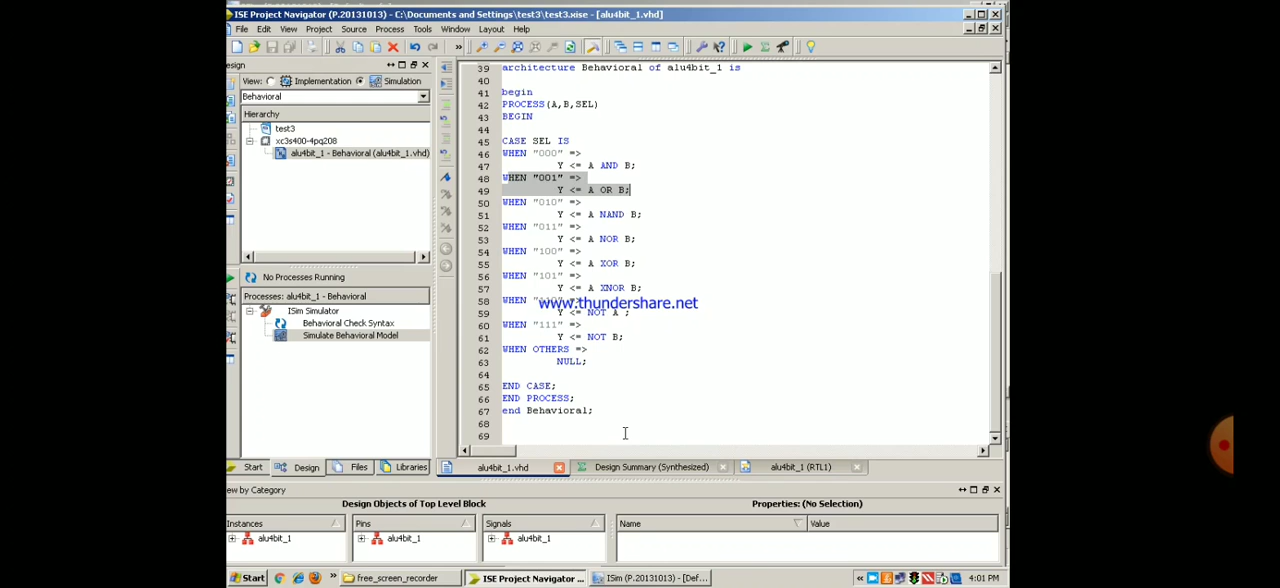 ISE Project Navigator (P.20131013) - C:\Documents and Settings\test3\test3.xise - [alu4bit_1.vhd]
File Edit View Project Source Process Tools Window Layout Help
esign
View: Implementation Simulation
Behavioral
Hierarchy
test3
xc3s400-4pq208
alu4bit_1 - Behavioral (alu4bit_1.vhd)
No Processes Running
Processes: alu4bit_1 - Behavioral
ISim Simulator
Behavioral Check Syntax
Simulate Behavioral Model
Start Design Files Libraries
39 architecture Behavioral of alu4bit_1 is
40
41 begin
42 PROCESS(A,B,SEL)
43 BEGIN
44
45 CASE SEL IS
46 WHEN "000" =>
47 Y <= A AND B;
48 WHEN "001" =>
49 Y <= A OR B;
50 WHEN "010" =>
51 Y <= A NAND B;
52 WHEN "011" =>
53 Y <= A NOR B;
54 WHEN "100" =>
55 Y <= A XOR B;
56 WHEN "101" =>
57 Y <= A XNOR B;
58 WHEN =>
www.thundershare.net
59 Y <= NOT A ;
60 WHEN "111" =>
61 Y <= NOT B;
62 WHEN OTHERS =>
63 NULL;
64
65 END CASE;
66 END PROCESS;
67 end Behavioral;
68
69
alu4bit_1.vhd Design Summary (Synthesized) alu4bit_1 (RTL1)
iew by Category
Design Objects of Top Level Block Properties: (No Selection)
Instances Pins Signals Name Value
alu4bit_1 alu4bit_1 alu4bit_1
Start free_screen_recorder ISE Project Navigator ... ISim (P.20131013) - [Def... 4:01 PM